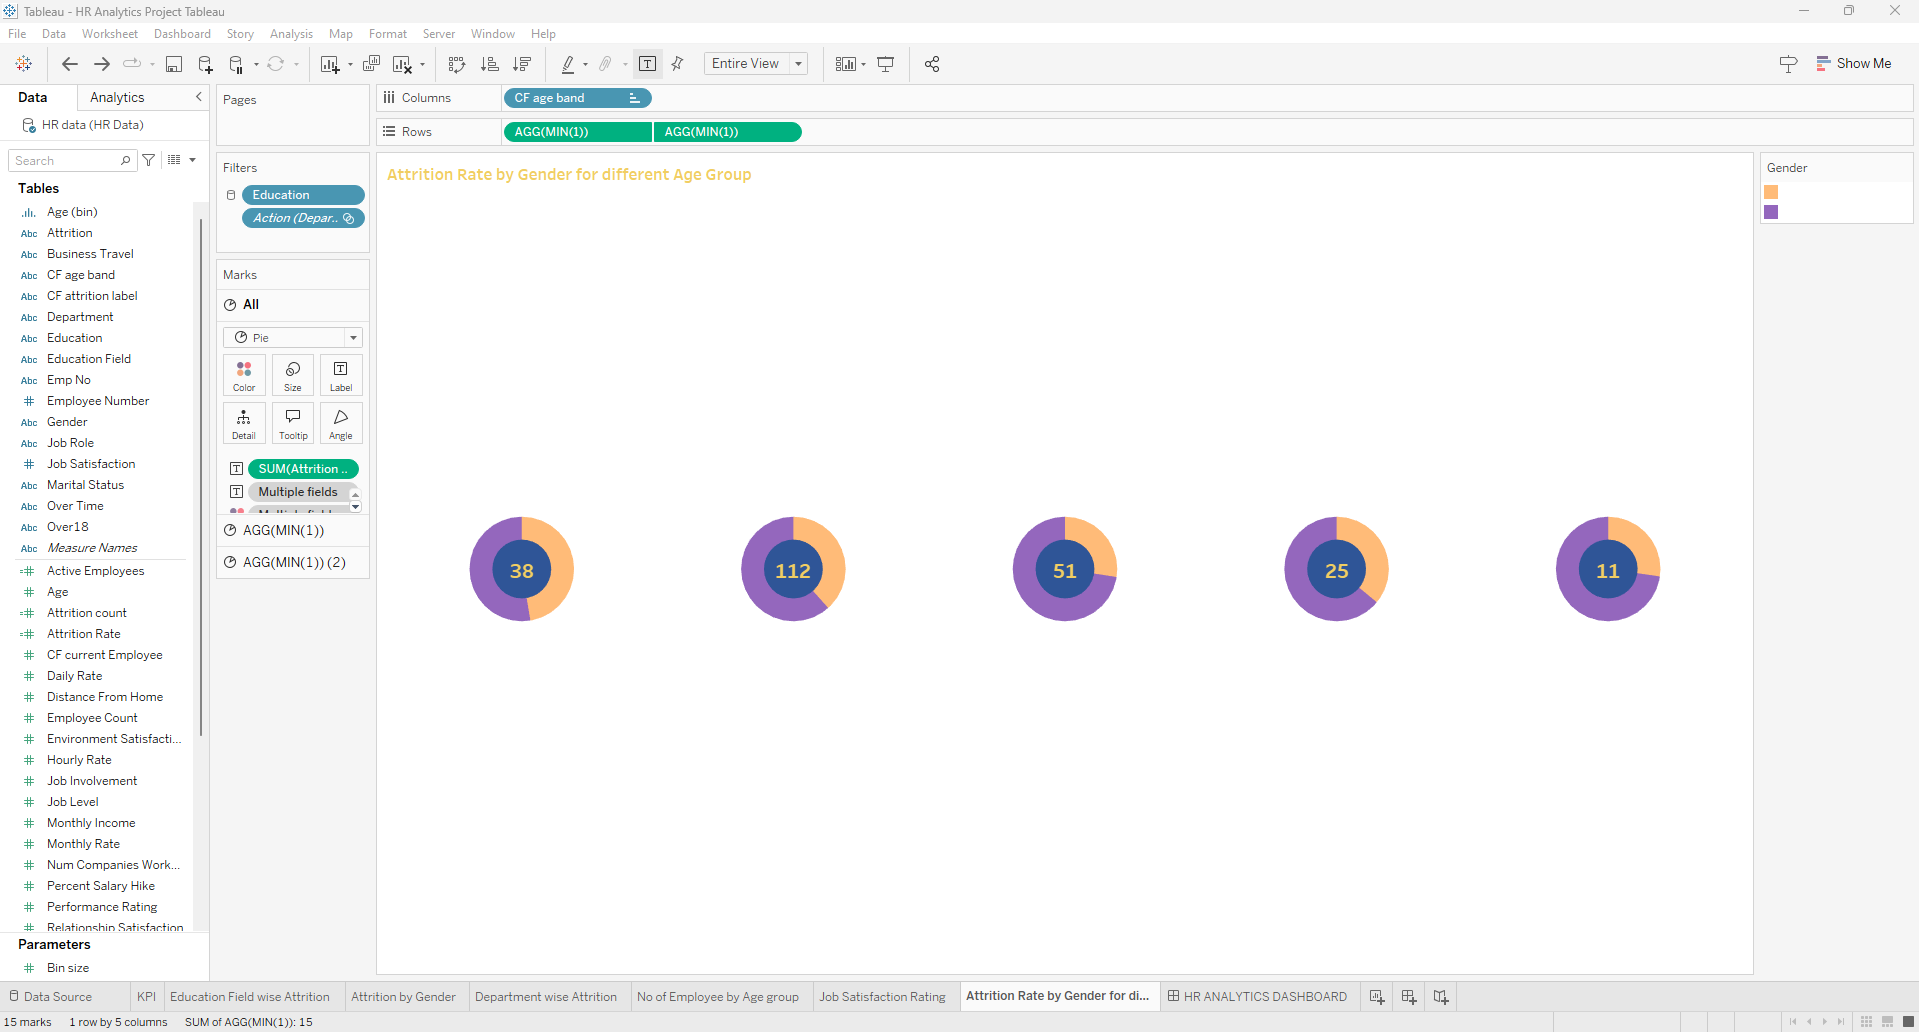 Tableau - HR Analytics Project Tableau
File Data Worksheet Dashboard Story Analysis Map Format Server Window Help
Entire View
Show Me
Data Analytics
HR data (HR Data)
Search
Tables
Age (bin)
Attrition
Business Travel
CF age band
CF attrition label
Department
Education
Education Field
Emp No
Employee Number
Gender
Job Role
Job Satisfaction
Marital Status
Over Time
Over18
Measure Names
Active Employees
Age
Attrition count
Attrition Rate
CF current Employee
Daily Rate
Distance From Home
Employee Count
Environment Satisfacti...
Hourly Rate
Job Involvement
Job Level
Monthly Income
Monthly Rate
Num Companies Work...
Percent Salary Hike
Performance Rating
Relationship Satisfaction
Parameters
Bin size
Pages
Filters
Education
Action (Depar..
Marks
All
Pie
Color Size Label
Detail Tooltip Angle
SUM(Attrition ..
Multiple fields
Multiple fields
AGG(MIN(1))
AGG(MIN(1)) (2)
Columns CF age band
Rows AGG(MIN(1)) AGG(MIN(1))
Attrition Rate by Gender for different Age Group
38 112 51 25 11
Gender
Data Source KPI Education Field wise Attrition Attrition by Gender Department wise Attrition No of Employee by Age group Job Satisfaction Rating Attrition Rate by Gender for di... HR ANALYTICS DASHBOARD
15 marks 1 row by 5 columns SUM of AGG(MIN(1)): 15